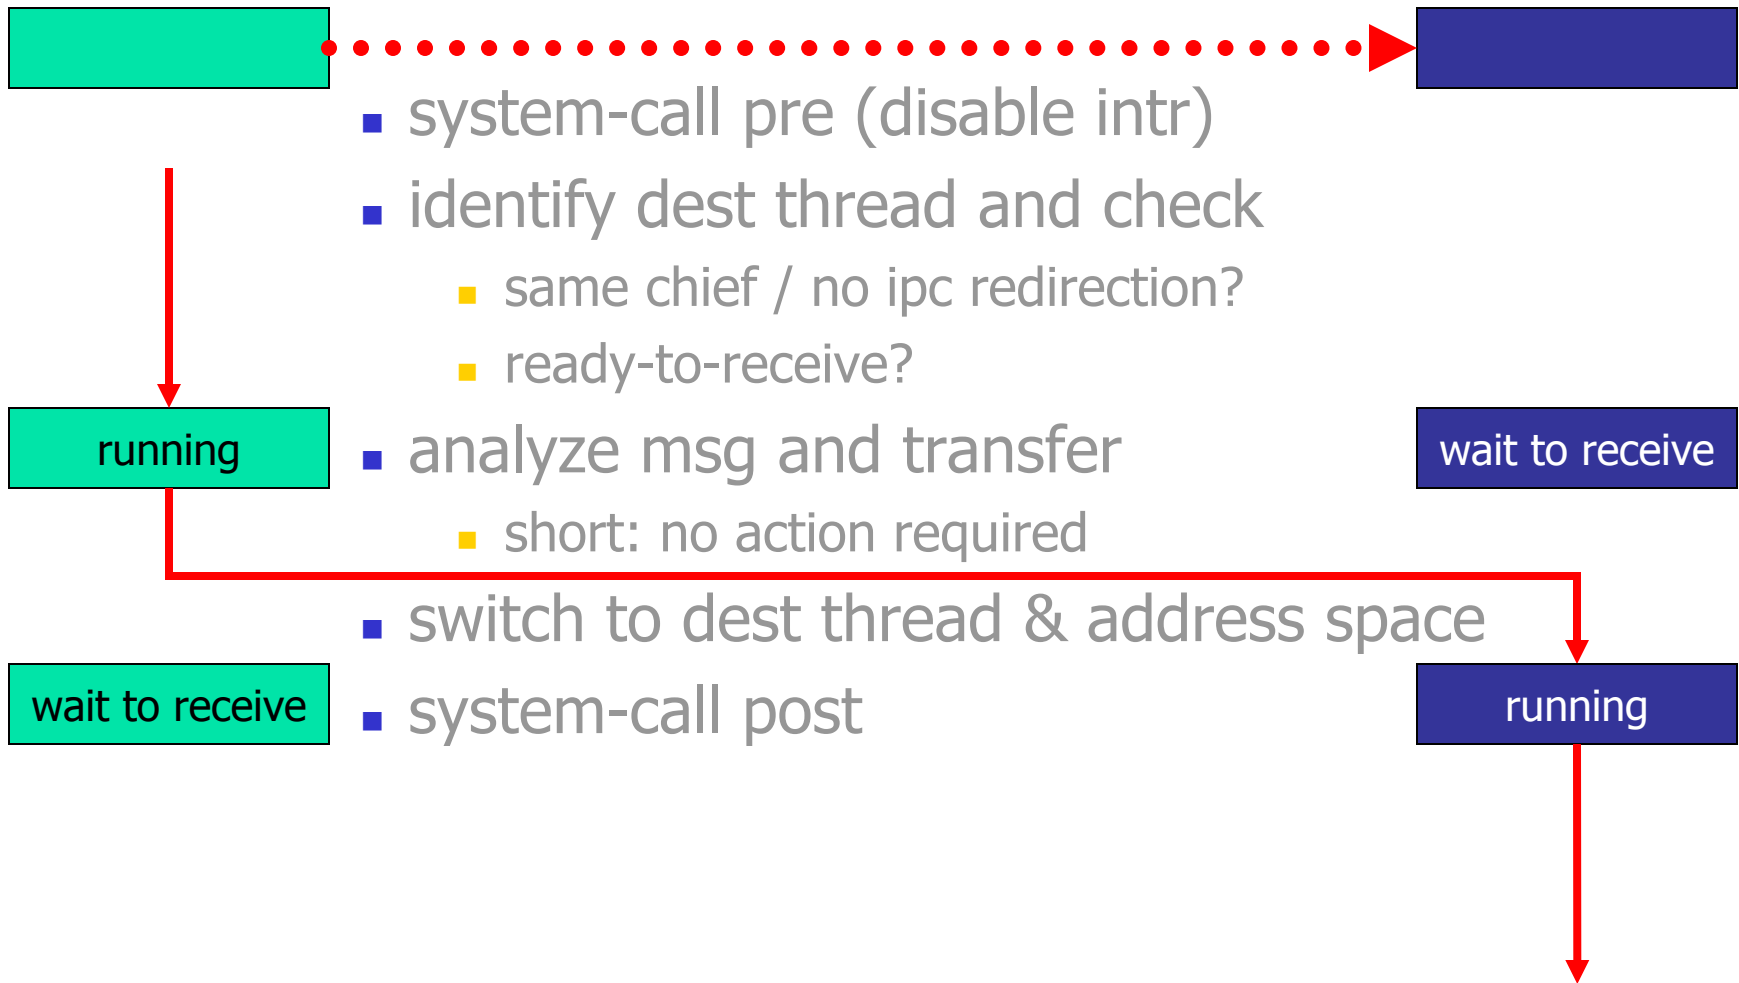 system-call pre (disable intr)
identify dest thread and check
same chief / no ipc redirection?
ready-to-receive?
running
analyze msg and transfer
wait to receive
short: no action required
switch to dest thread & address space
wait to receive
system-call post
running